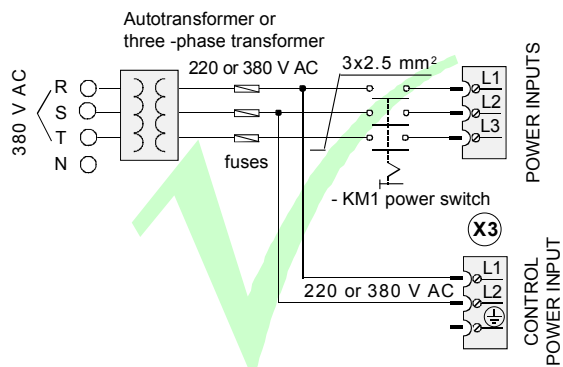 Autotransformer or
three -phase transformer
220 or 380 V AC
3x2.5 mm²
380 V AC
R
S
T
N
fuses
- KM1 power switch
L1
L2
L3
POWER INPUTS
X3
L1
L2
220 or 380 V AC
CONTROL
POWER INPUT